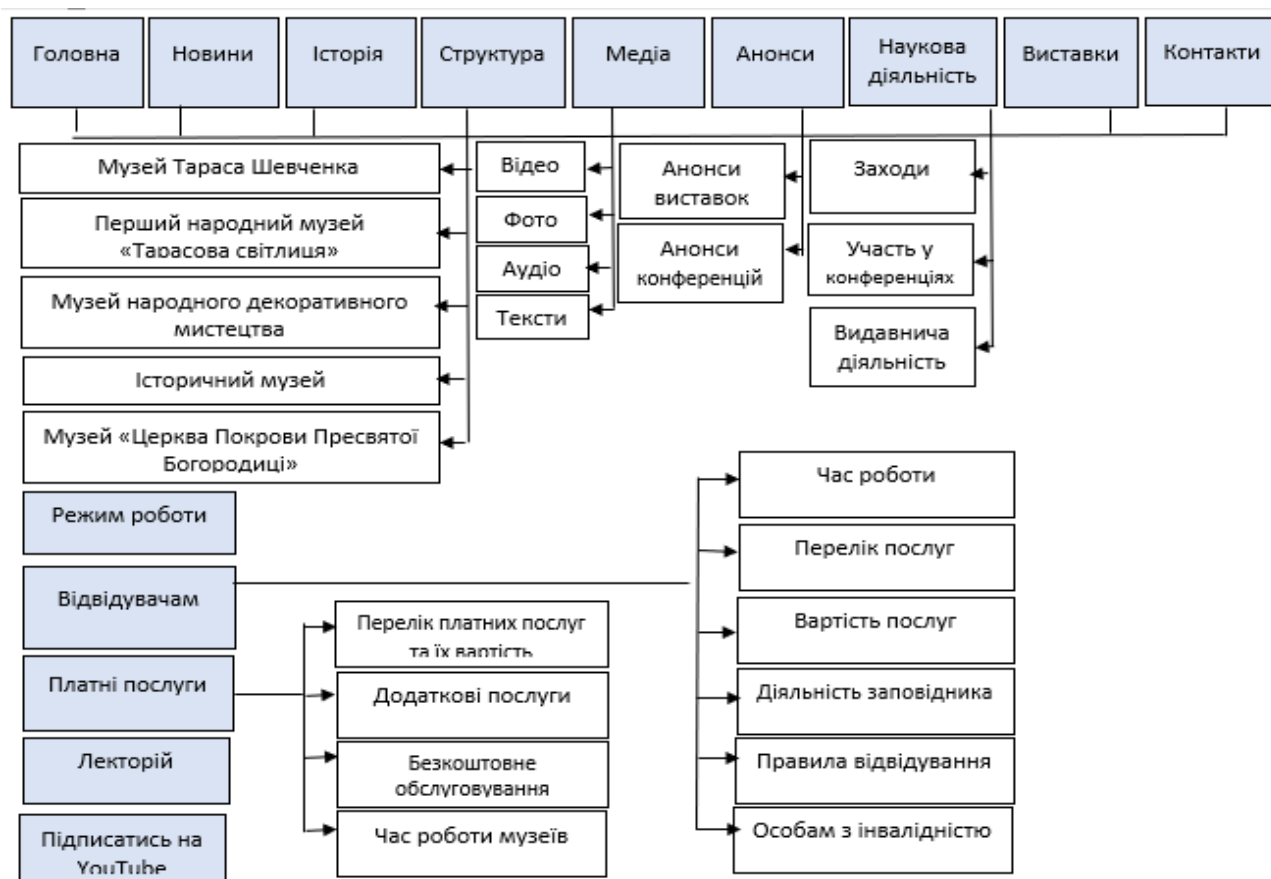 Головна
Новини
Історія
Структура
Медіа
Анонси
Наукова
діяльність
Виставки
Контакти
Музей Тараса Шевченка
Перший народний музей
«Тарасова світлиця»
Музей народного декоративного
мистецтва
Історичний музей
Музей «Церква Покрови Пресвятої
Богородиці»
Відео
Фото
Аудіо
Тексти
Анонси
виставок
Анонси
конференцій
Заходи
Участь у
конференціях
Видавнича
діяльність
Режим роботи
Відвідувачам
Платні послуги
Лекторій
Підписатись на
YouTube
Перелік платних послуг
та їх вартість
Додаткові послуги
Безкоштовне
обслуговування
Час роботи музеїв
Час роботи
Перелік послуг
Вартість послуг
Діяльність заповідника
Правила відвідування
Особам з інвалідністю